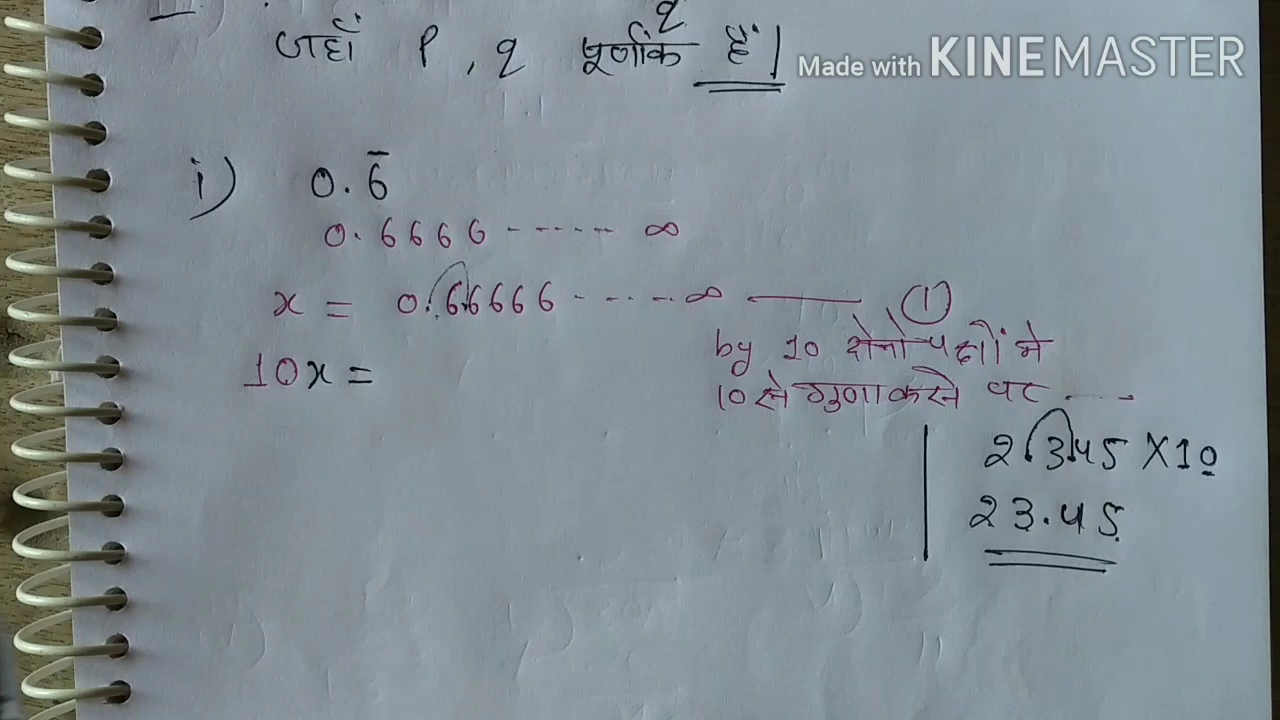 q
जहाँ P , q पूर्णांक हैं।
Made with KINEMASTER
i) 0.6̅
0.6666 ------ ∞
x = 0.66666 ----- ∞ —— ①
by 10 दोनो पक्षों मे
10x =
10 से गुणा करने पर ----
2.345 X10
23.45